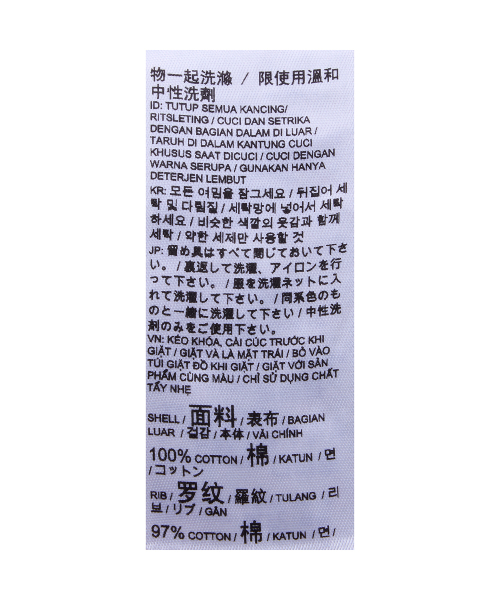 物一起洗滌 / 限使用溫和
中性洗劑
ID: TUTUP SEMUA KANCING/
RITSLETING / CUCI DAN SETRIKA
DENGAN BAGIAN DALAM DI LUAR /
TARUH DI DALAM KANTUNG CUCI
KHUSUS SAAT DICUCI / CUCI DENGAN
WARNA SERUPA / GUNAKAN HANYA
DETERJEN LEMBUT
KR: 모든 여밈을 잠그세요 / 뒤집어 세
탁 및 다림질 / 세탁망에 넣어서 세탁
하세요 / 비슷한 색깔의 옷감과 함께
세탁 / 약한 세제만 사용할 것
JP: 留め具はすべて閉じておいて下さ
い。 / 裏返して洗濯、アイロンを行
って下さい。 / 服を洗濯ネットに入
れて洗濯して下さい。 / 同系色のも
のと一緒に洗濯して下さい / 中性洗
剤のみをご使用下さい。
VN: KÉO KHÓA, CÀI CÚC TRƯỚC KHI
GIẶT / GIẶT VÀ LÀ MẶT TRÁI / BỎ VÀO
TÚI GIẶT ĐỒ KHI GIẶT / GIẶT VỚI SẢN
PHẨM CÙNG MÀU / CHỈ SỬ DỤNG CHẤT
TẨY NHẸ
SHELL / 面料 / 表布 / BAGIAN
LUAR / 겉감 / 本体 / VẢI CHÍNH
100% COTTON / 棉 / KATUN / 면
/ コットン
RIB / 罗纹 / 羅紋 / TULANG / 리
브 / リブ / GÂN
97% COTTON / 棉 / KATUN / 면 /